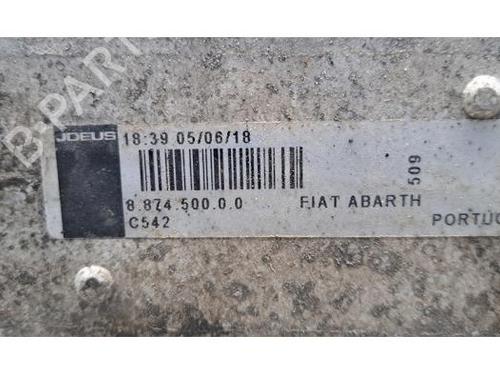 JDEUS 18:39 05/06/18
8.874.500.0.0 FIAT ABARTH 509
C542 PORTUG
B-PARTS